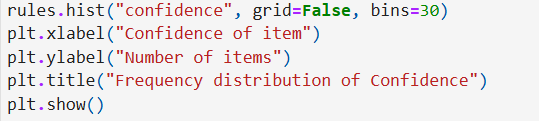 rules.hist("confidence", grid=False, bins=30)
plt.xlabel("Confidence of item")
plt.ylabel("Number of items")
plt.title("Frequency distribution of Confidence")
plt.show()